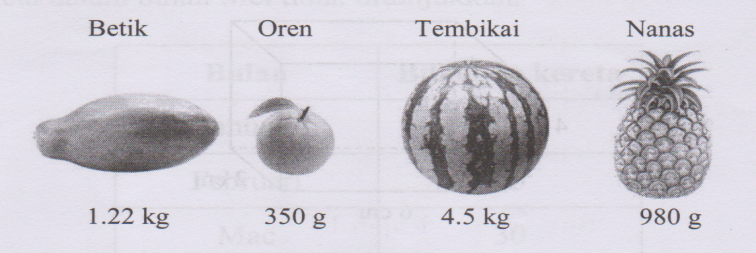 Betik Oren Tembikai Nanas
1.22 kg 350 g 4.5 kg 980 g